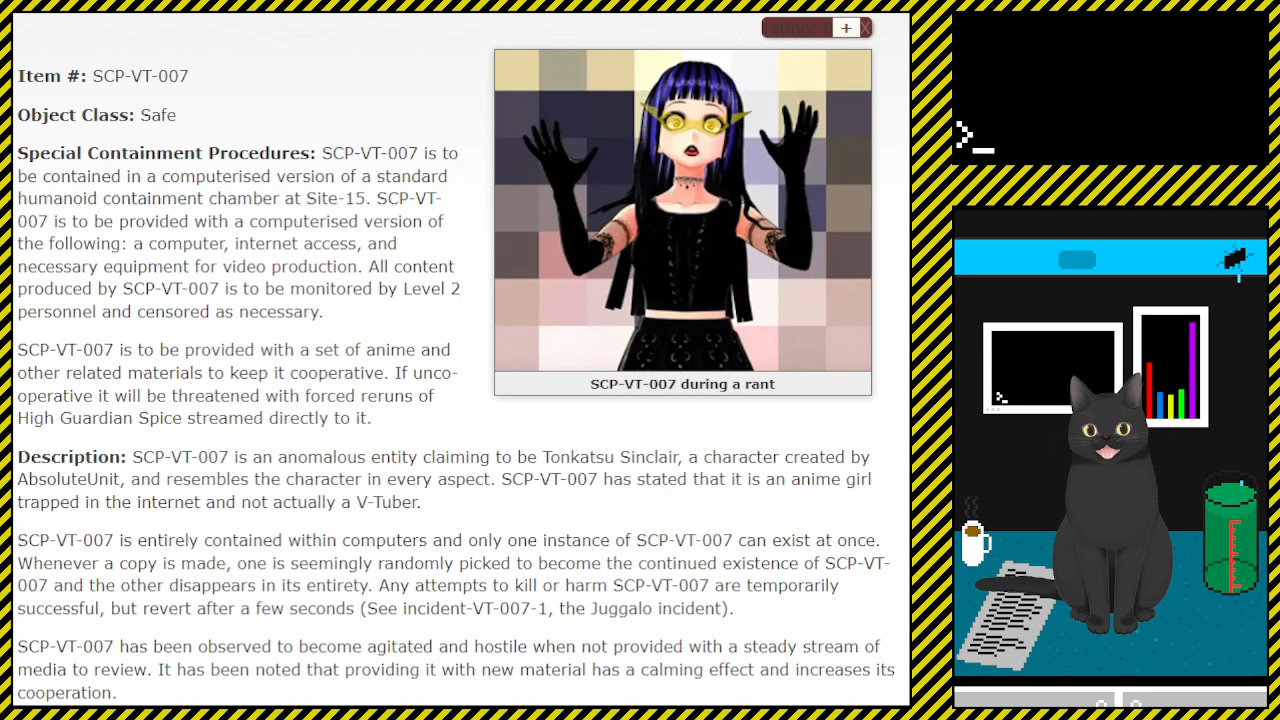 +
X
Item #: SCP-VT-007
Object Class: Safe
Special Containment Procedures: SCP-VT-007 is to
be contained in a computerised version of a standard
humanoid containment chamber at Site-15. SCP-VT-
007 is to be provided with a computerised version of
the following: a computer, internet access, and
necessary equipment for video production. All content
produced by SCP-VT-007 is to be monitored by Level 2
personnel and censored as necessary.
SCP-VT-007 is to be provided with a set of anime and
other related materials to keep it cooperative. If unco-
operative it will be threatened with forced reruns of
High Guardian Spice streamed directly to it.
SCP-VT-007 during a rant
Description: SCP-VT-007 is an anomalous entity claiming to be Tonkatsu Sinclair, a character created by
AbsoluteUnit, and resembles the character in every aspect. SCP-VT-007 has stated that it is an anime girl
trapped in the internet and not actually a V-Tuber.
SCP-VT-007 is entirely contained within computers and only one instance of SCP-VT-007 can exist at once.
Whenever a copy is made, one is seemingly randomly picked to become the continued existence of SCP-VT-
007 and the other disappears in its entirety. Any attempts to kill or harm SCP-VT-007 are temporarily
successful, but revert after a few seconds (See incident-VT-007-1, the Juggalo incident).
SCP-VT-007 has been observed to become agitated and hostile when not provided with a steady stream of
media to review. It has been noted that providing it with new material has a calming effect and increases its
cooperation.
>_
>_